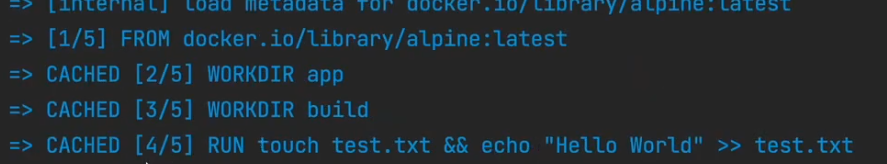 => [internal] load metadata for docker.io/library/alpine:latest
=> [1/5] FROM docker.io/library/alpine:latest
=> CACHED [2/5] WORKDIR app
=> CACHED [3/5] WORKDIR build
=> CACHED [4/5] RUN touch test.txt && echo "Hello World" >> test.txt